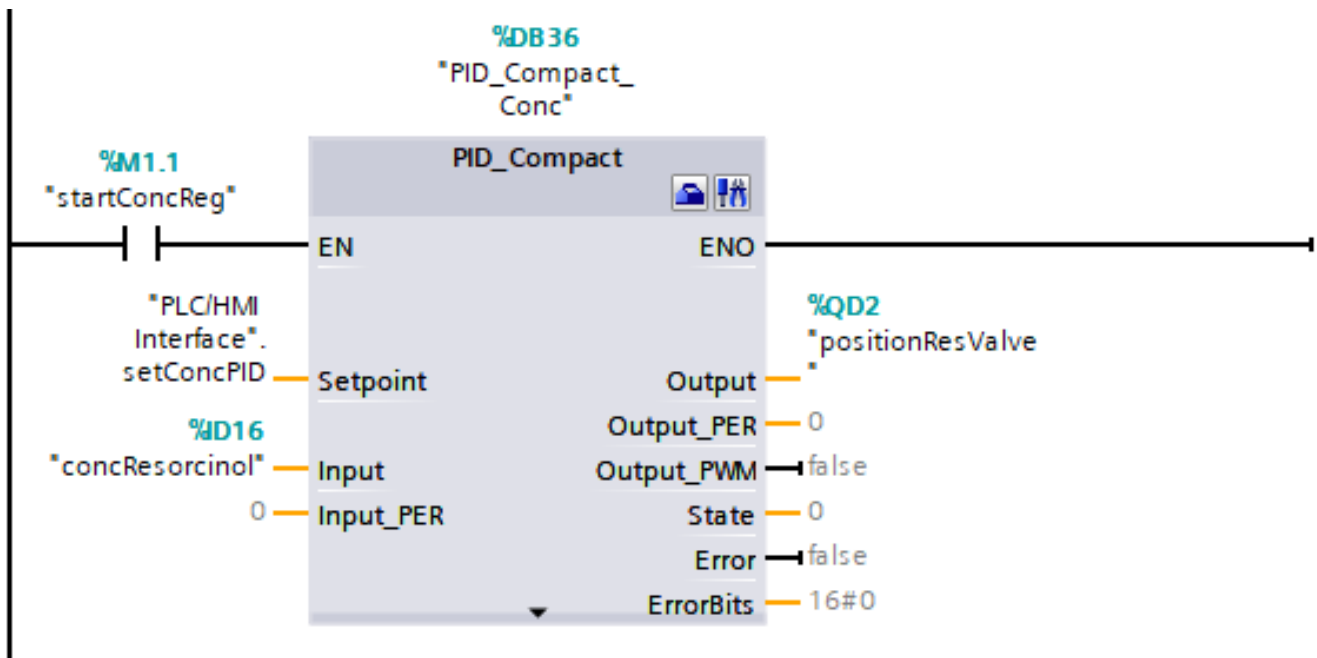 %DB36
"PID_Compact_
Conc"
%M1.1
"startConcReg"
PID_Compact
EN
ENO
"PLC/HMI
Interface".
setConcPID
Setpoint
%QD2
"positionResValve
"
Output
Output_PER
0
%ID16
"concResorcinol"
Input
Output_PWM
false
0
Input_PER
State
0
Error
false
ErrorBits
16#0